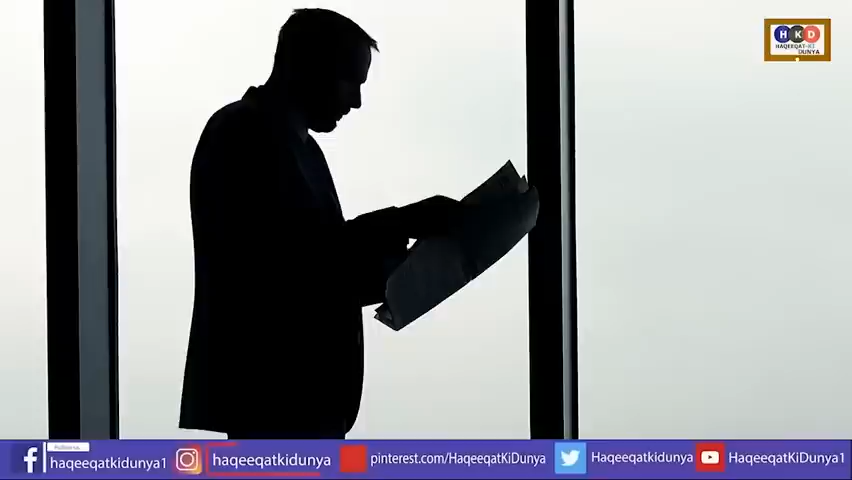 HKD
HAQEEQAT-KI
DUNYA
haqeeqatkidunya1
haqeeqatkidunya
pinterest.com/HaqeeqatKiDunya
Haqeeqatkidunya
HaqeeqatKiDunya1